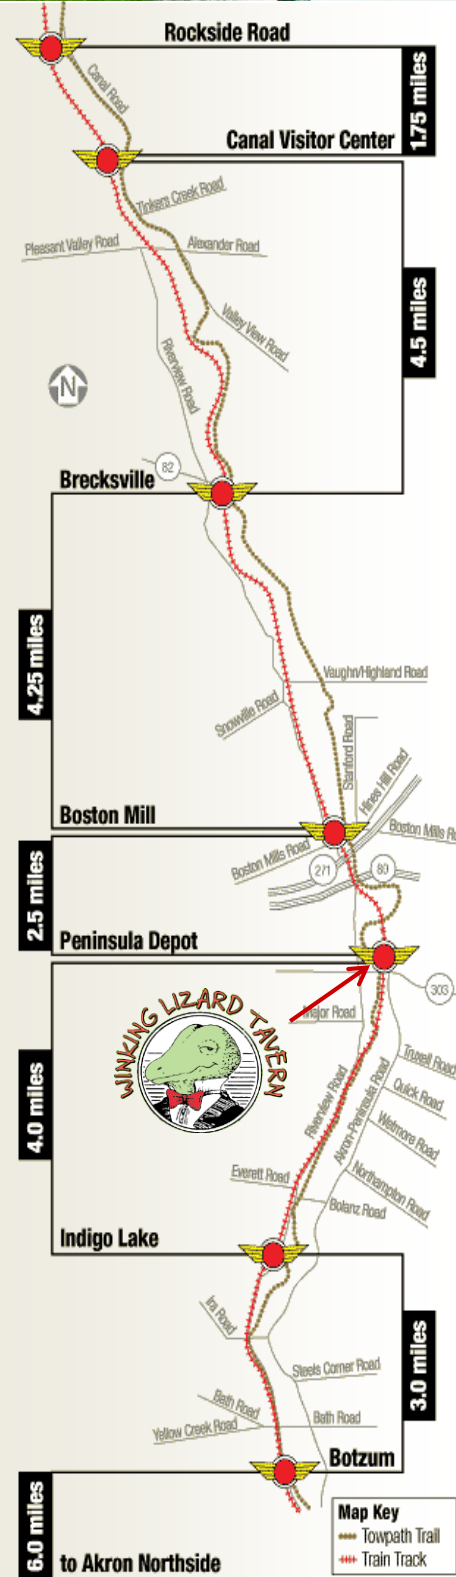 Rockside Road
Canal Road
1.75 miles
Canal Visitor Center
Tinkers Creek Road
Pleasant Valley Road
Alexander Road
4.5 miles
Valley View Road
Riverview Road
N
82
Brecksville
4.25 miles
Vaughn/Highland Road
Snowville Road
Stanford Road
Hines Hill Road
Boston Mill
Boston Mills R
Boston Mills Road
271
80
2.5 miles
Peninsula Depot
303
WINKING LIZARD TAVERN
Major Road
Truxell Road
Riverview Road
Akron-Peninsula Road
Quick Road
Wetmore Road
4.0 miles
Everett Road
Northampton Road
Bolanz Road
Indigo Lake
Ira Road
3.0 miles
Steels Corner Road
Bath Road
Bath Road
Yellow Creek Road
Botzum
6.0 miles
Map Key
Towpath Trail
Train Track
to Akron Northside